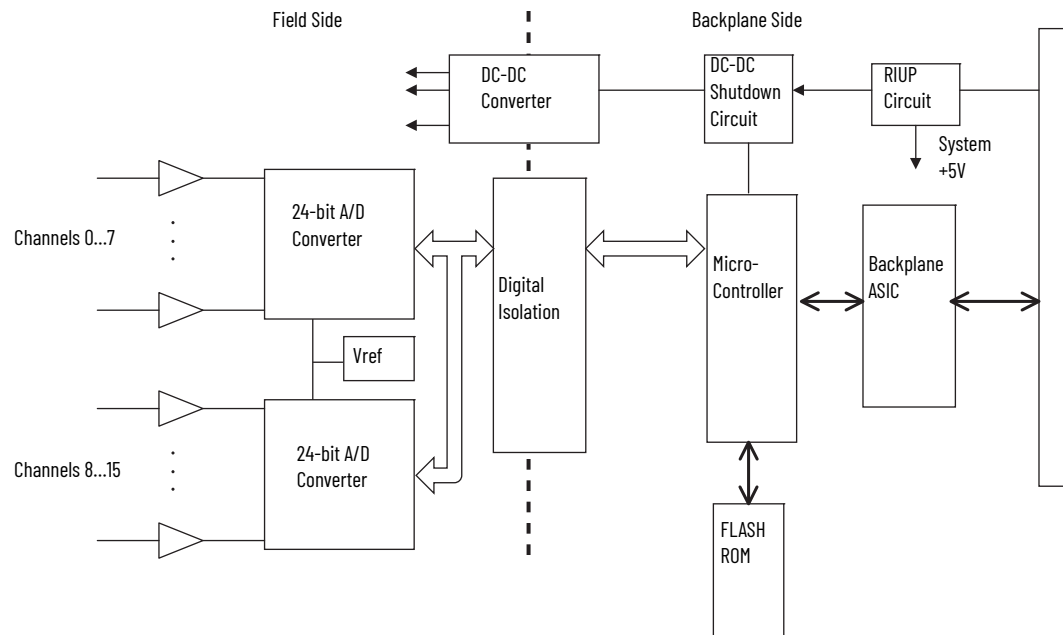 Field Side
Backplane Side
DC-DC
Converter
DC-DC
Shutdown
Circuit
RIUP
Circuit
System
+5V
Channels 0...7
24-bit A/D
Converter
Digital
Isolation
Micro-
Controller
Backplane
ASIC
Vref
Channels 8...15
24-bit A/D
Converter
FLASH
ROM